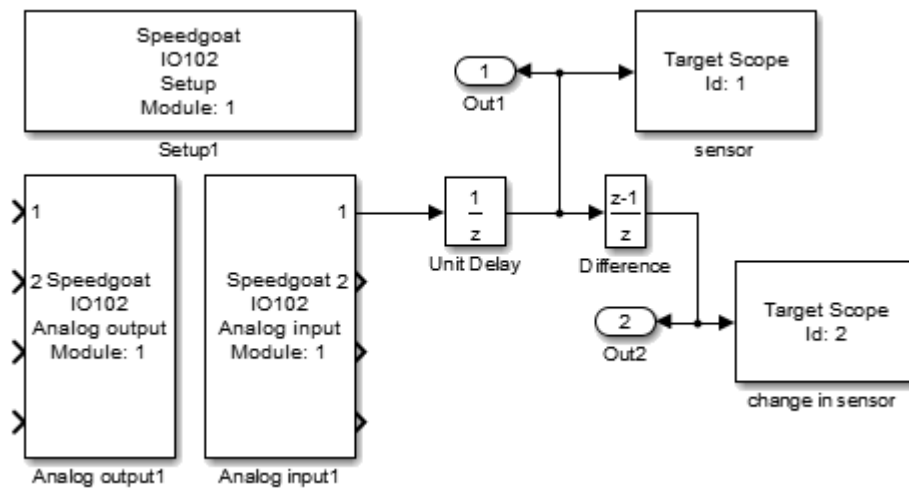 Speedgoat
IO102
Setup
Module: 1
Setup1
1
Out1
Target Scope
Id: 1
sensor
1
2
Speedgoat
IO102
Analog output
Module: 1
Analog output1
1
2
Speedgoat
IO102
Analog input
Module: 1
Analog input1
1
z
Unit Delay
z-1
z
Difference
2
Out2
Target Scope
Id: 2
change in sensor